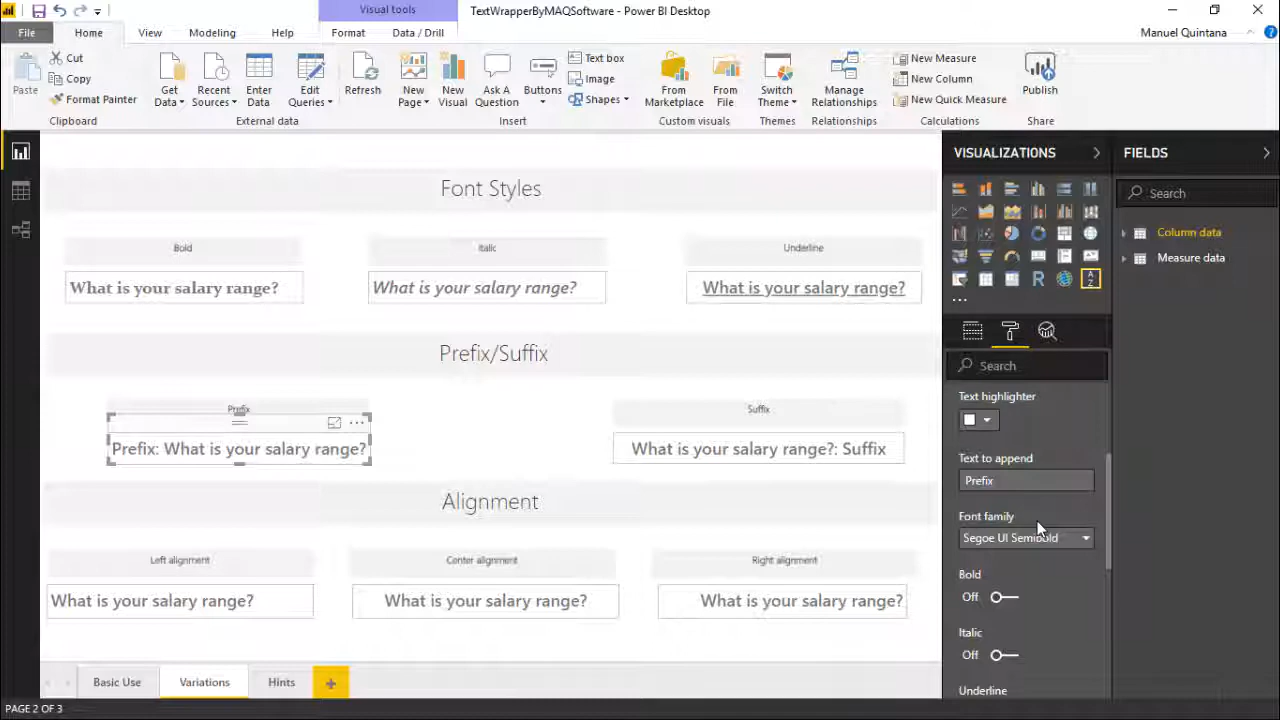 Visual tools
TextWrapperByMAQSoftware - Power BI Desktop
File
Home
View
Modeling
Help
Format
Data / Drill
Manuel Quintana
Paste
Cut
Copy
Format Painter
Clipboard
Get Data
Recent Sources
Enter Data
Edit Queries
External data
Refresh
New Page
New Visual
Ask A Question
Buttons
Text box
Image
Shapes
Insert
From Marketplace
From File
Custom visuals
Switch Theme
Themes
Manage Relationships
Relationships
New Measure
New Column
New Quick Measure
Calculations
Publish
Share
Font Styles
Bold
Italic
Underline
What is your salary range?
What is your salary range?
What is your salary range?
Prefix/Suffix
Prefix
Suffix
Prefix: What is your salary range?
What is your salary range?: Suffix
Alignment
Left alignment
Center alignment
Right alignment
What is your salary range?
What is your salary range?
What is your salary range?
VISUALIZATIONS
R
A
Z
Search
Text highlighter
Text to append
Prefix
Font family
Segoe UI Semibold
Bold
Off
Italic
Off
Underline
FIELDS
Search
Column data
Measure data
Basic Use
Variations
Hints
PAGE 2 OF 3